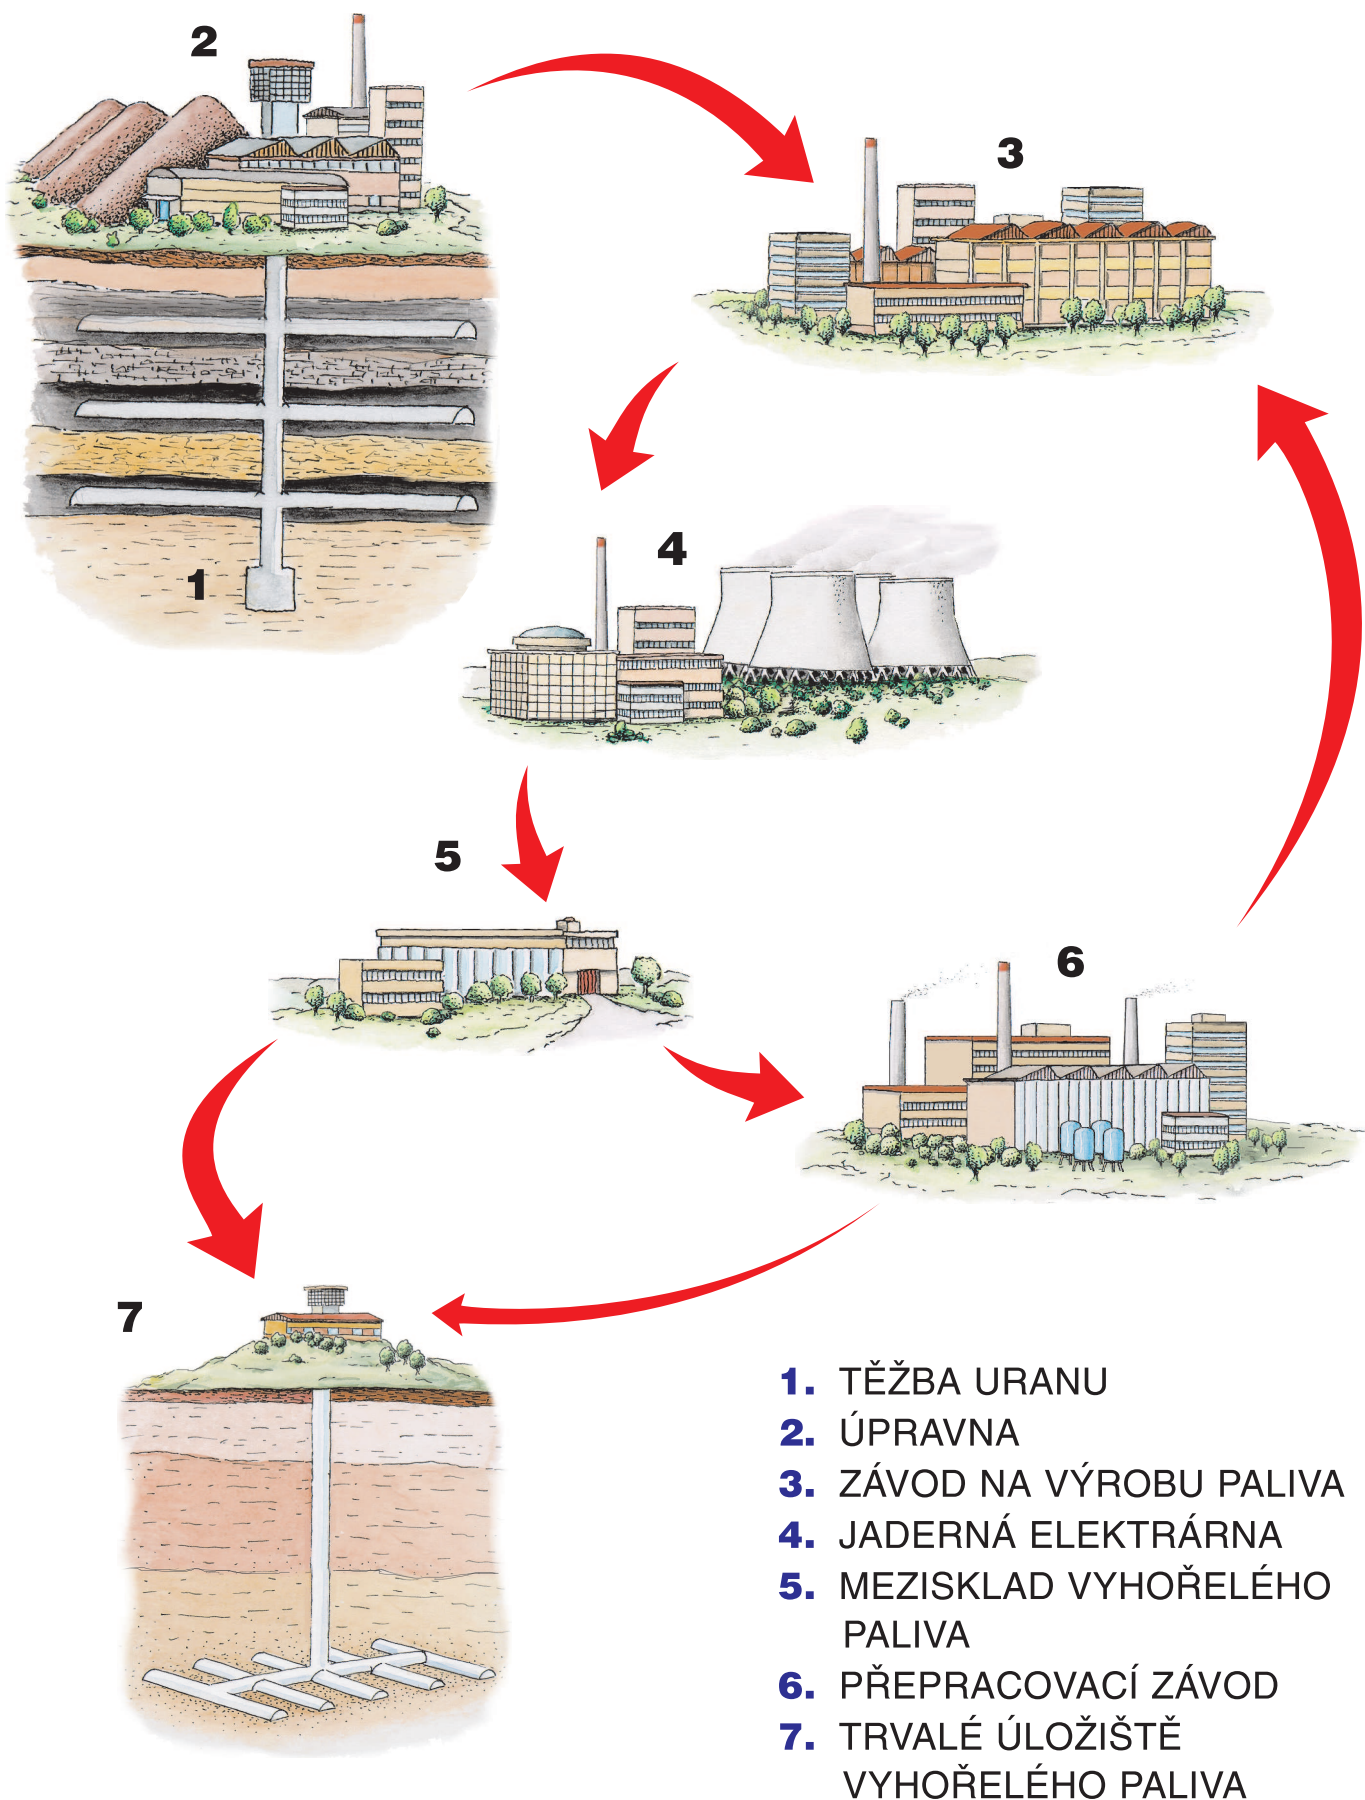 2
3
1
4
5
6
7
1. TĚŽBA URANU
2. ÚPRAVNA
3. ZÁVOD NA VÝROBU PALIVA
4. JADERNÁ ELEKTRÁRNA
5. MEZISKLAD VYHOŘELÉHO
PALIVA
6. PŘEPRACOVACÍ ZÁVOD
7. TRVALÉ ÚLOŽIŠTĚ
VYHOŘELÉHO PALIVA